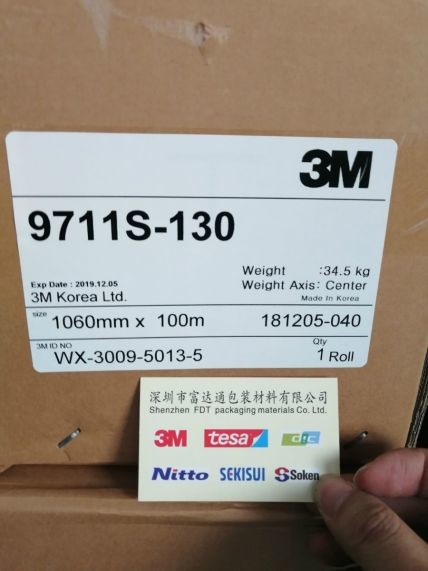 3M
9711S-130
Weight :34.5 kg
Exp Date : 2019.12.05
Weight Axis: Center
3M Korea Ltd.
Made in Korea
size 1060mm x 100m 181205-040
3M ID NO Qty
WX-3009-5013-5 1 Roll
深圳市富达通包装材料有限公司
Shenzhen FDT packaging materials Co. Ltd.
3M tesa dic
Nitto SEKISUI Soken